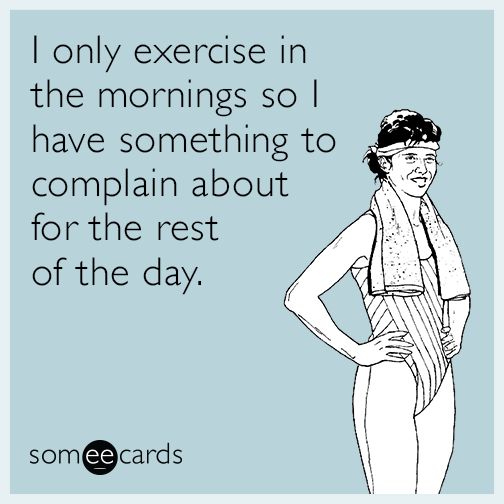 I only exercise in
the mornings so I
have something to
complain about
for the rest
of the day.
someecards